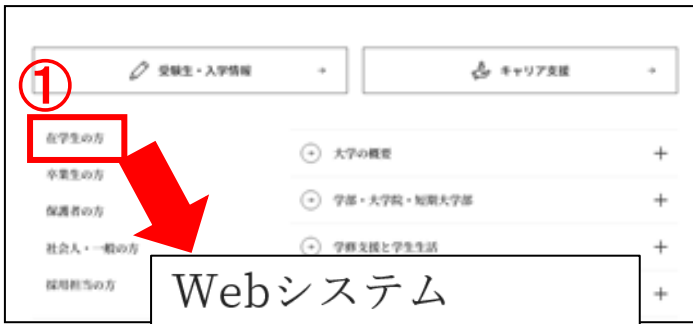 受験生・入学情報
キャリア支援
①
在学生の方
卒業生の方
保護者の方
社会人・一般の方
採用担当の方
大学の概要
学部・大学院・短期大学部
学修支援と学生生活
Webシステム